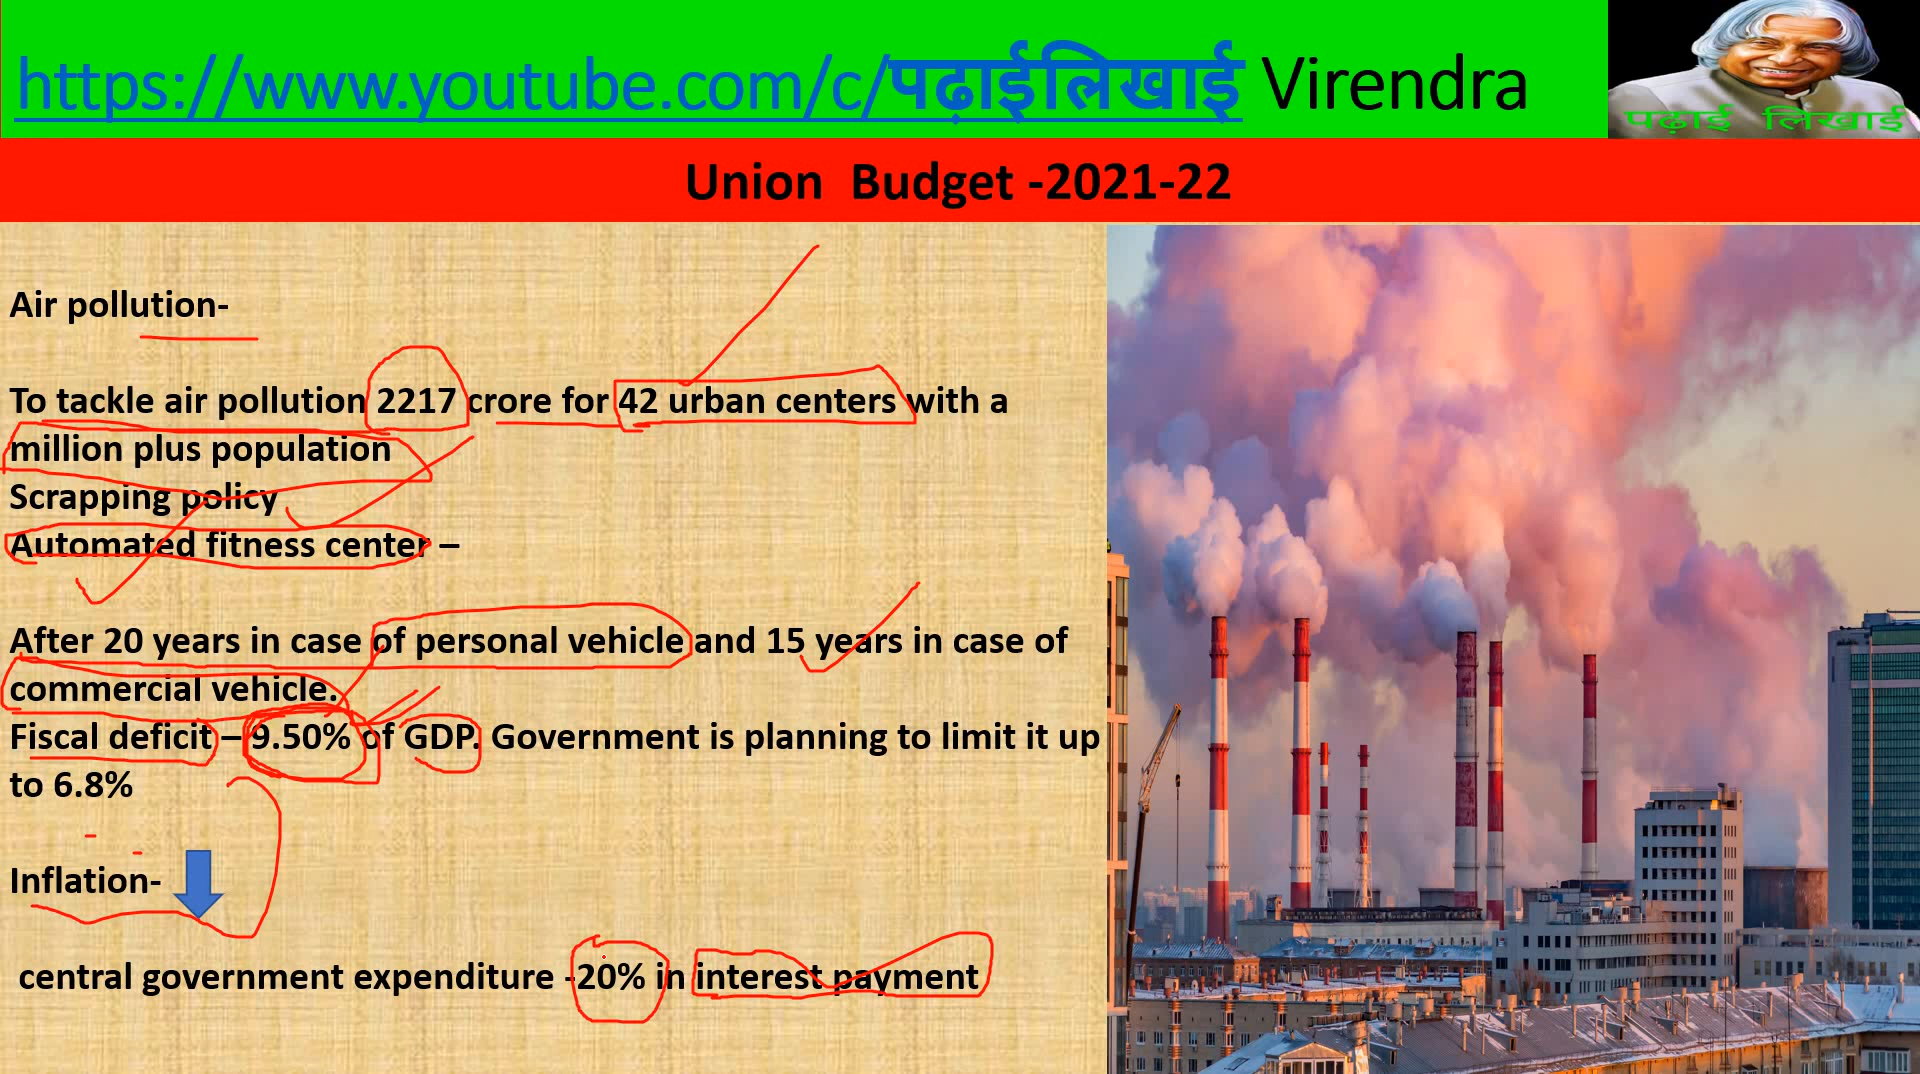 https://www.youtube.com/c/पढ़ाईलिखाई Virendra
पढ़ाई लिखाई
Union Budget -2021-22
Air pollution-
To tackle air pollution 2217 crore for 42 urban centers with a
million plus population
Scrapping policy
Automated fitness center –
After 20 years in case of personal vehicle and 15 years in case of
commercial vehicle.
Fiscal deficit – 9.50% of GDP. Government is planning to limit it up
to 6.8%
Inflation-
central government expenditure -20% in interest payment